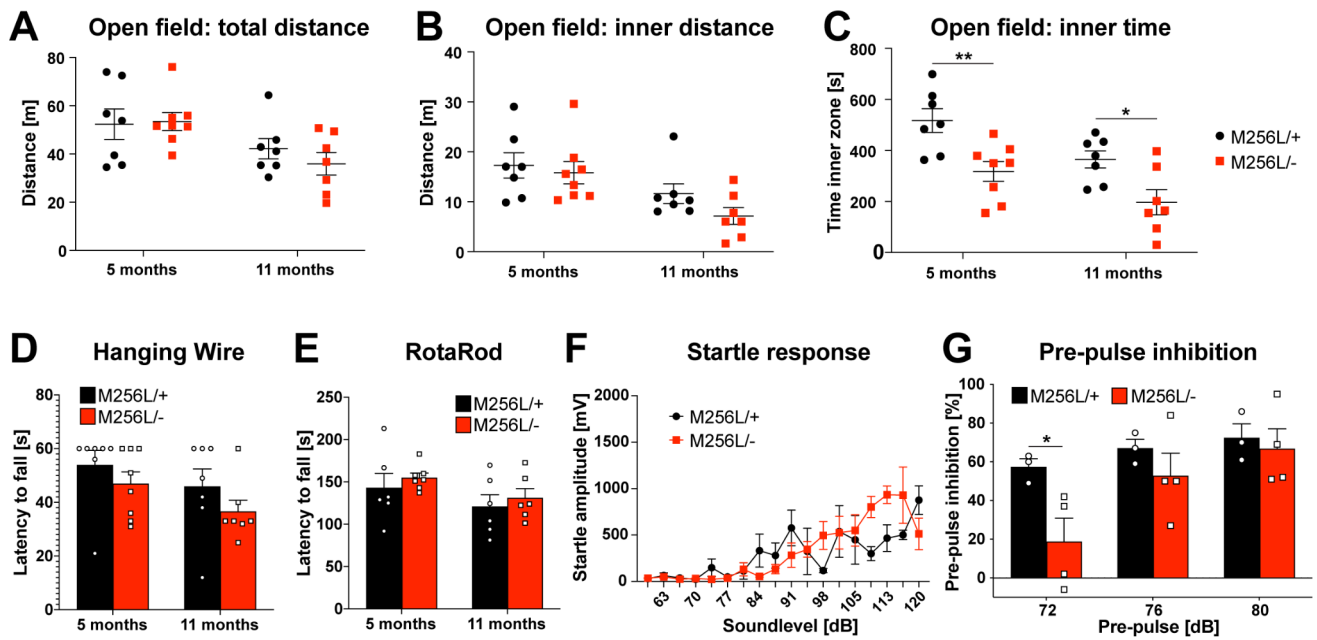 A Open field: total distance
Distance [m]
80
60
40
20
0
5 months 11 months
B Open field: inner distance
Distance [m]
40
30
20
10
0
5 months 11 months
C Open field: inner time
Time inner zone [s]
800
600
400
200
0
** *
5 months 11 months
M256L/+
M256L/-
D Hanging Wire
Latency to fall [s]
80
60
40
20
0
M256L/+
M256L/-
5 months 11 months
E RotaRod
Latency to fall [s]
250
200
150
100
50
0
M256L/+
M256L/-
5 months 11 months
F Startle response
Startle amplitude [mV]
2000
1500
1000
500
0
M256L/+
M256L/-
63 70 77 84 91 98 105 113 120
Soundlevel [dB]
G Pre-pulse inhibition
Pre-pulse inhibition [%]
100
80
60
40
20
0
M256L/+ M256L/-
*
72 76 80
Pre-pulse [dB]